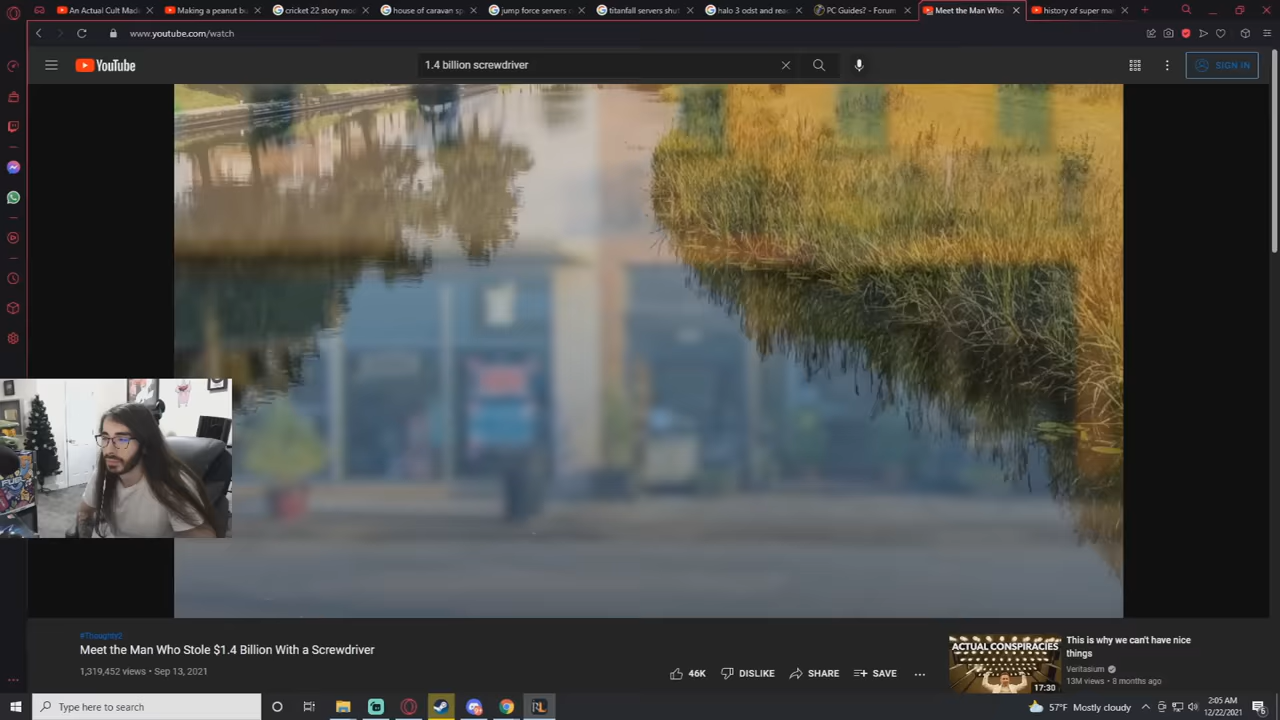 An Actual Cult Madi
Making a peanut bu
cricket 22 story mod
house of caravan sp
jump force servers r
titanfall servers shut
halo 3 odst and reac
PC Guides? - Forum
Meet the Man Who
history of super mar
www.youtube.com/watch
YouTube
1.4 billion screwdriver
SIGN IN
#Thoughty2
Meet the Man Who Stole $1.4 Billion With a Screwdriver
1,319,452 views • Sep 13, 2021
46K
DISLIKE
SHARE
SAVE
ACTUAL CONSPIRACIES
17:30
This is why we can't have nice
things
Veritasium
13M views • 8 months ago
Type here to search
57°F Mostly cloudy
2:05 AM
12/22/2021